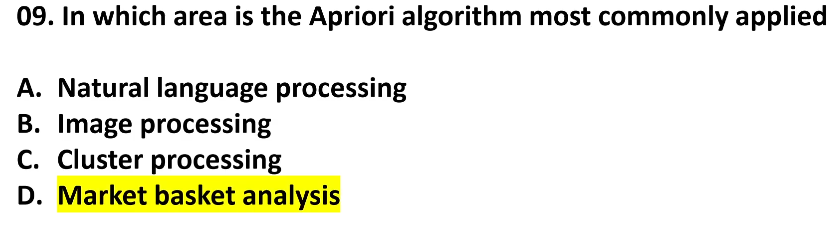 09. In which area is the Apriori algorithm most commonly applied
A. Natural language processing
B. Image processing
C. Cluster processing
D. Market basket analysis